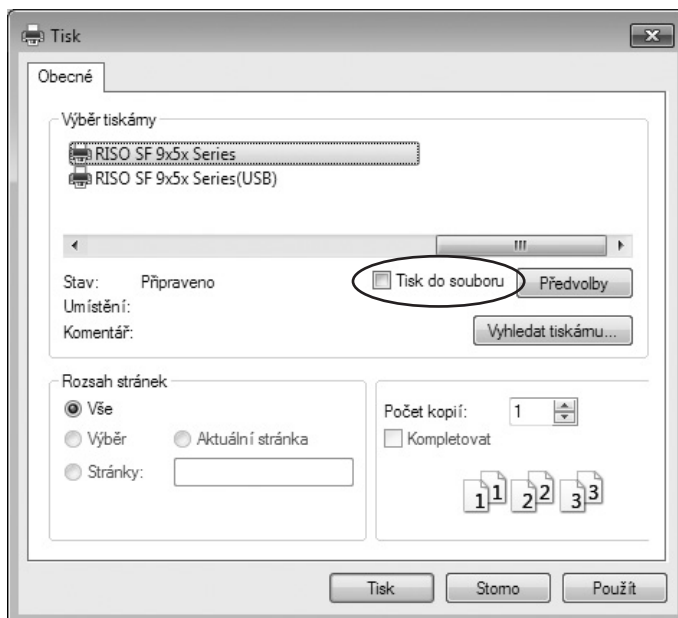 Tisk
Obecné
Výběr tiskárny
RISO SF 9x5x Series
RISO SF 9x5x Series(USB)
Stav: Připraveno
Tisk do souboru
Předvolby
Umístění:
Komentář:
Vyhledat tiskárnu...
Rozsah stránek
Vše
Výběr
Aktuální stránka
Stránky:
Počet kopií: 1
Kompletovat
1 1 2 2 3 3
Tisk
Storno
Použít